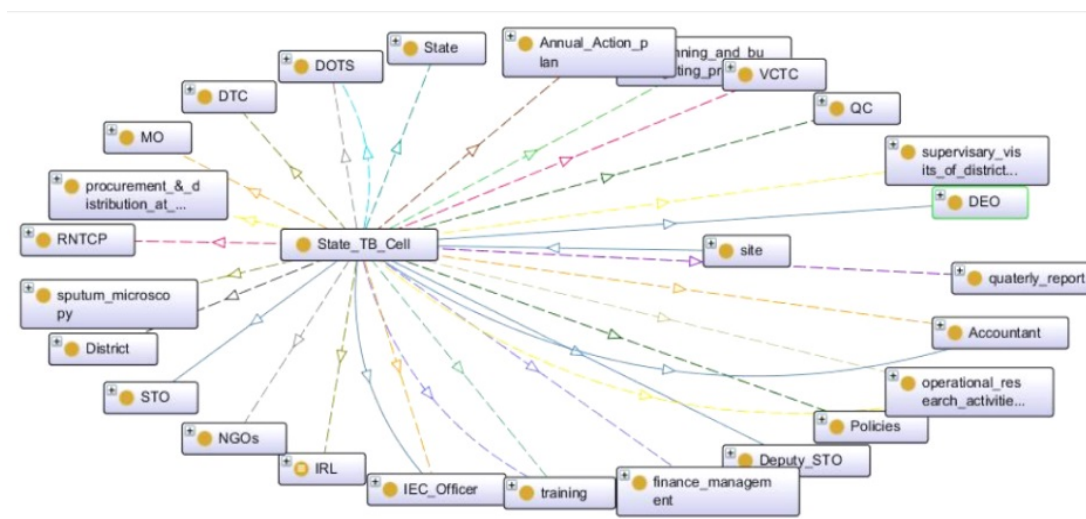 State
Annual_Action_p
lan
nning_and_bu
VCTC
DOTS
DTC
QC
MO
supervisary_vis
its_of_district...
procurement_&_d
istribution_at_...
DEO
RNTCP
State_TB_Cell
site
quaterly_report
sputum_microsco
py
Accountant
District
operational_res
earch_activitie...
STO
Policies
NGOs
Deputy_STO
IRL
IEC_Officer
training
finance_managem
ent